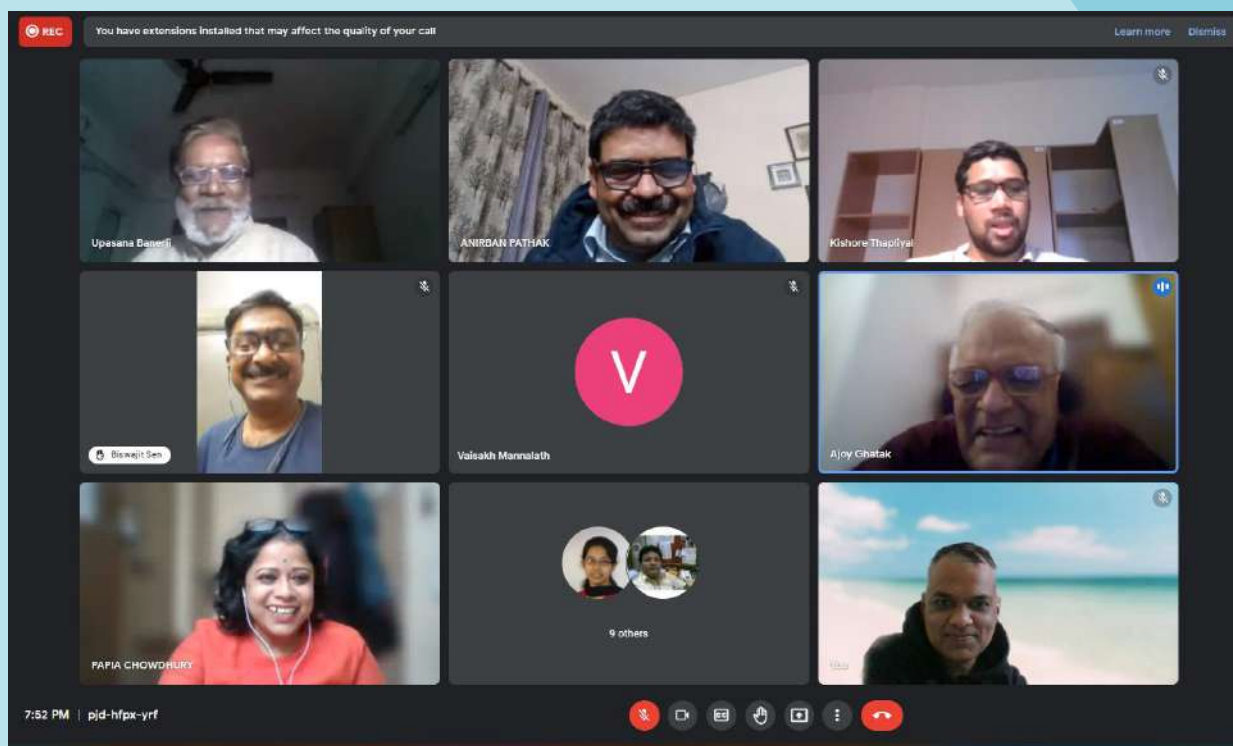 REC
You have extensions installed that may affect the quality of your call
Learn more
Dismiss
Upasana Banerji
ANIRBAN PATHAK
Kishore Thapliyal
Biswajit Sen
V
Vaisakh Mannalath
Ajoy Ghatak
PAPIA CHOWDHURY
9 others
7:52 PM | pjd-hfpx-yrf